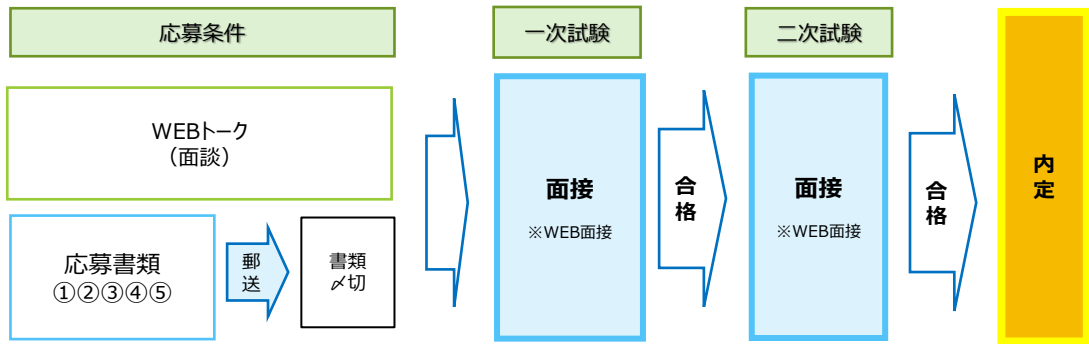 応募条件
一次試験
二次試験
WEBトーク
（面談）
応募書類
①②③④⑤
郵
送
書類
〆切
面接
※WEB面接
合
格
面接
※WEB面接
合
格
内
定